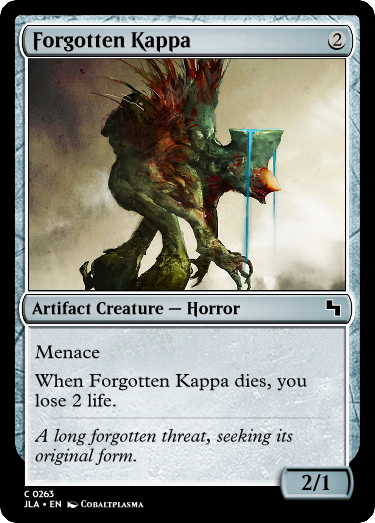 Forgotten Kappa 2
Artifact Creature — Horror
Menace
When Forgotten Kappa dies, you
lose 2 life.
A long forgotten threat, seeking its
original form.
2/1
C 0263
JLA • EN Cobaltplasma